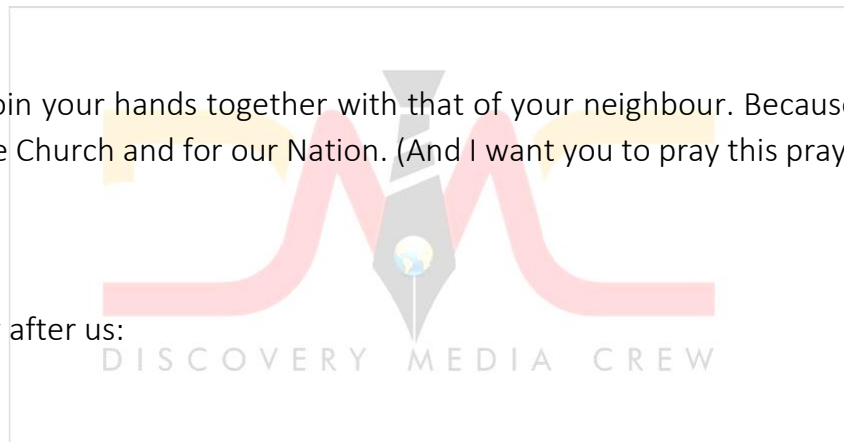 oin your hands together with that of your neighbour. Because
e Church and for our Nation. (And I want you to pray this pray
after us:
DISCOVERY MEDIA CREW